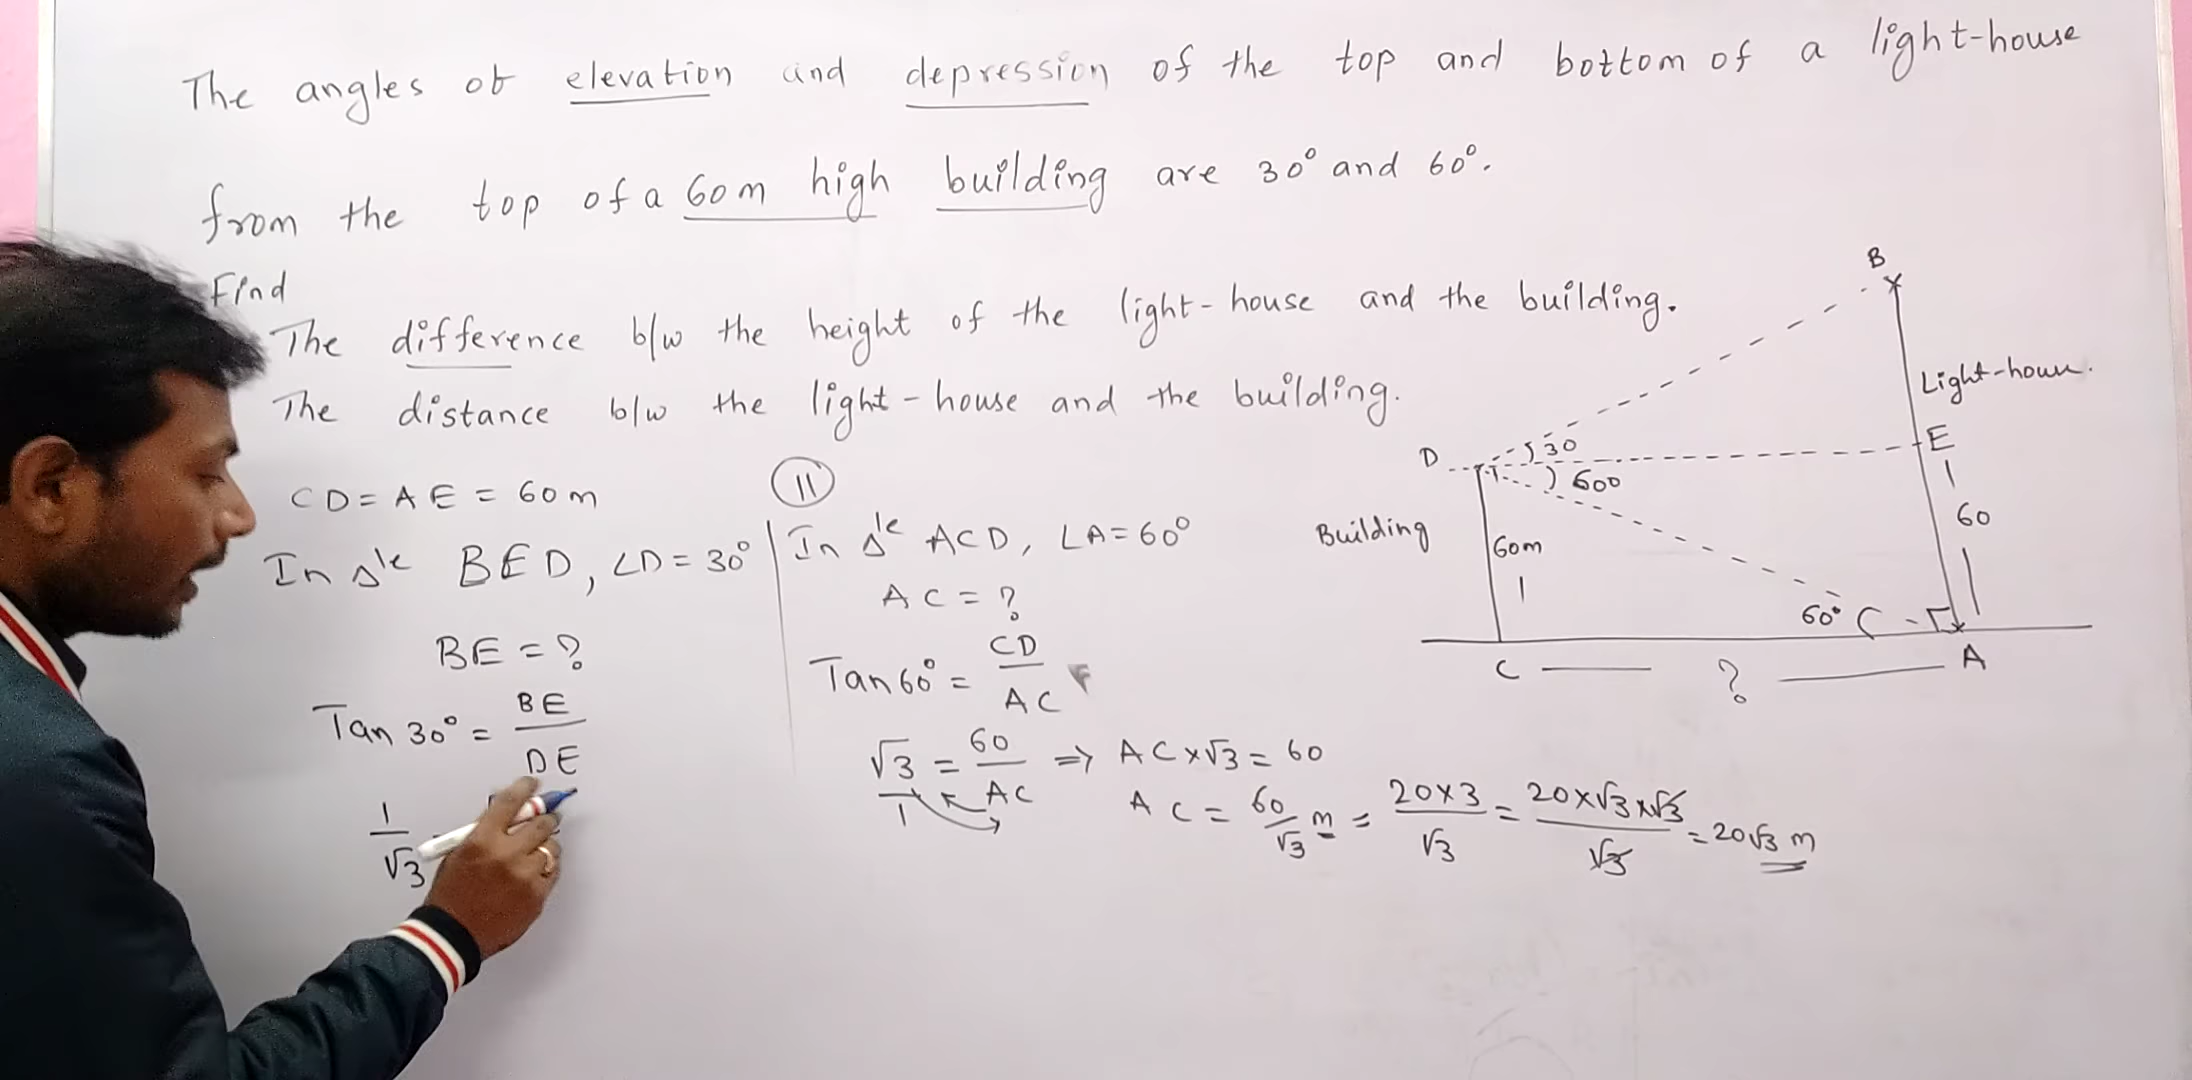 The angles of elevation and depression of the top and bottom of a light-house
from the top of a 60m high building are 30° and 60°.
Find
The difference b/w the height of the light-house and the building.
The distance b/w the light-house and the building.
CD = AE = 60m
In Δle BED, ∠D = 30°
BE = ?
Tan 30° = BE/DE
1/√3
II
In Δle ACD, ∠A = 60°
AC = ?
Tan 60° = CD/AC
√3/1 = 60/AC ⇒ AC×√3 = 60
AC = 60/√3 m = 20×3/√3 = 20×√3×√3/√3 = 20√3 m
B
Light-house.
D
30
E
60°
Building
60m
60
60°
C
?
A